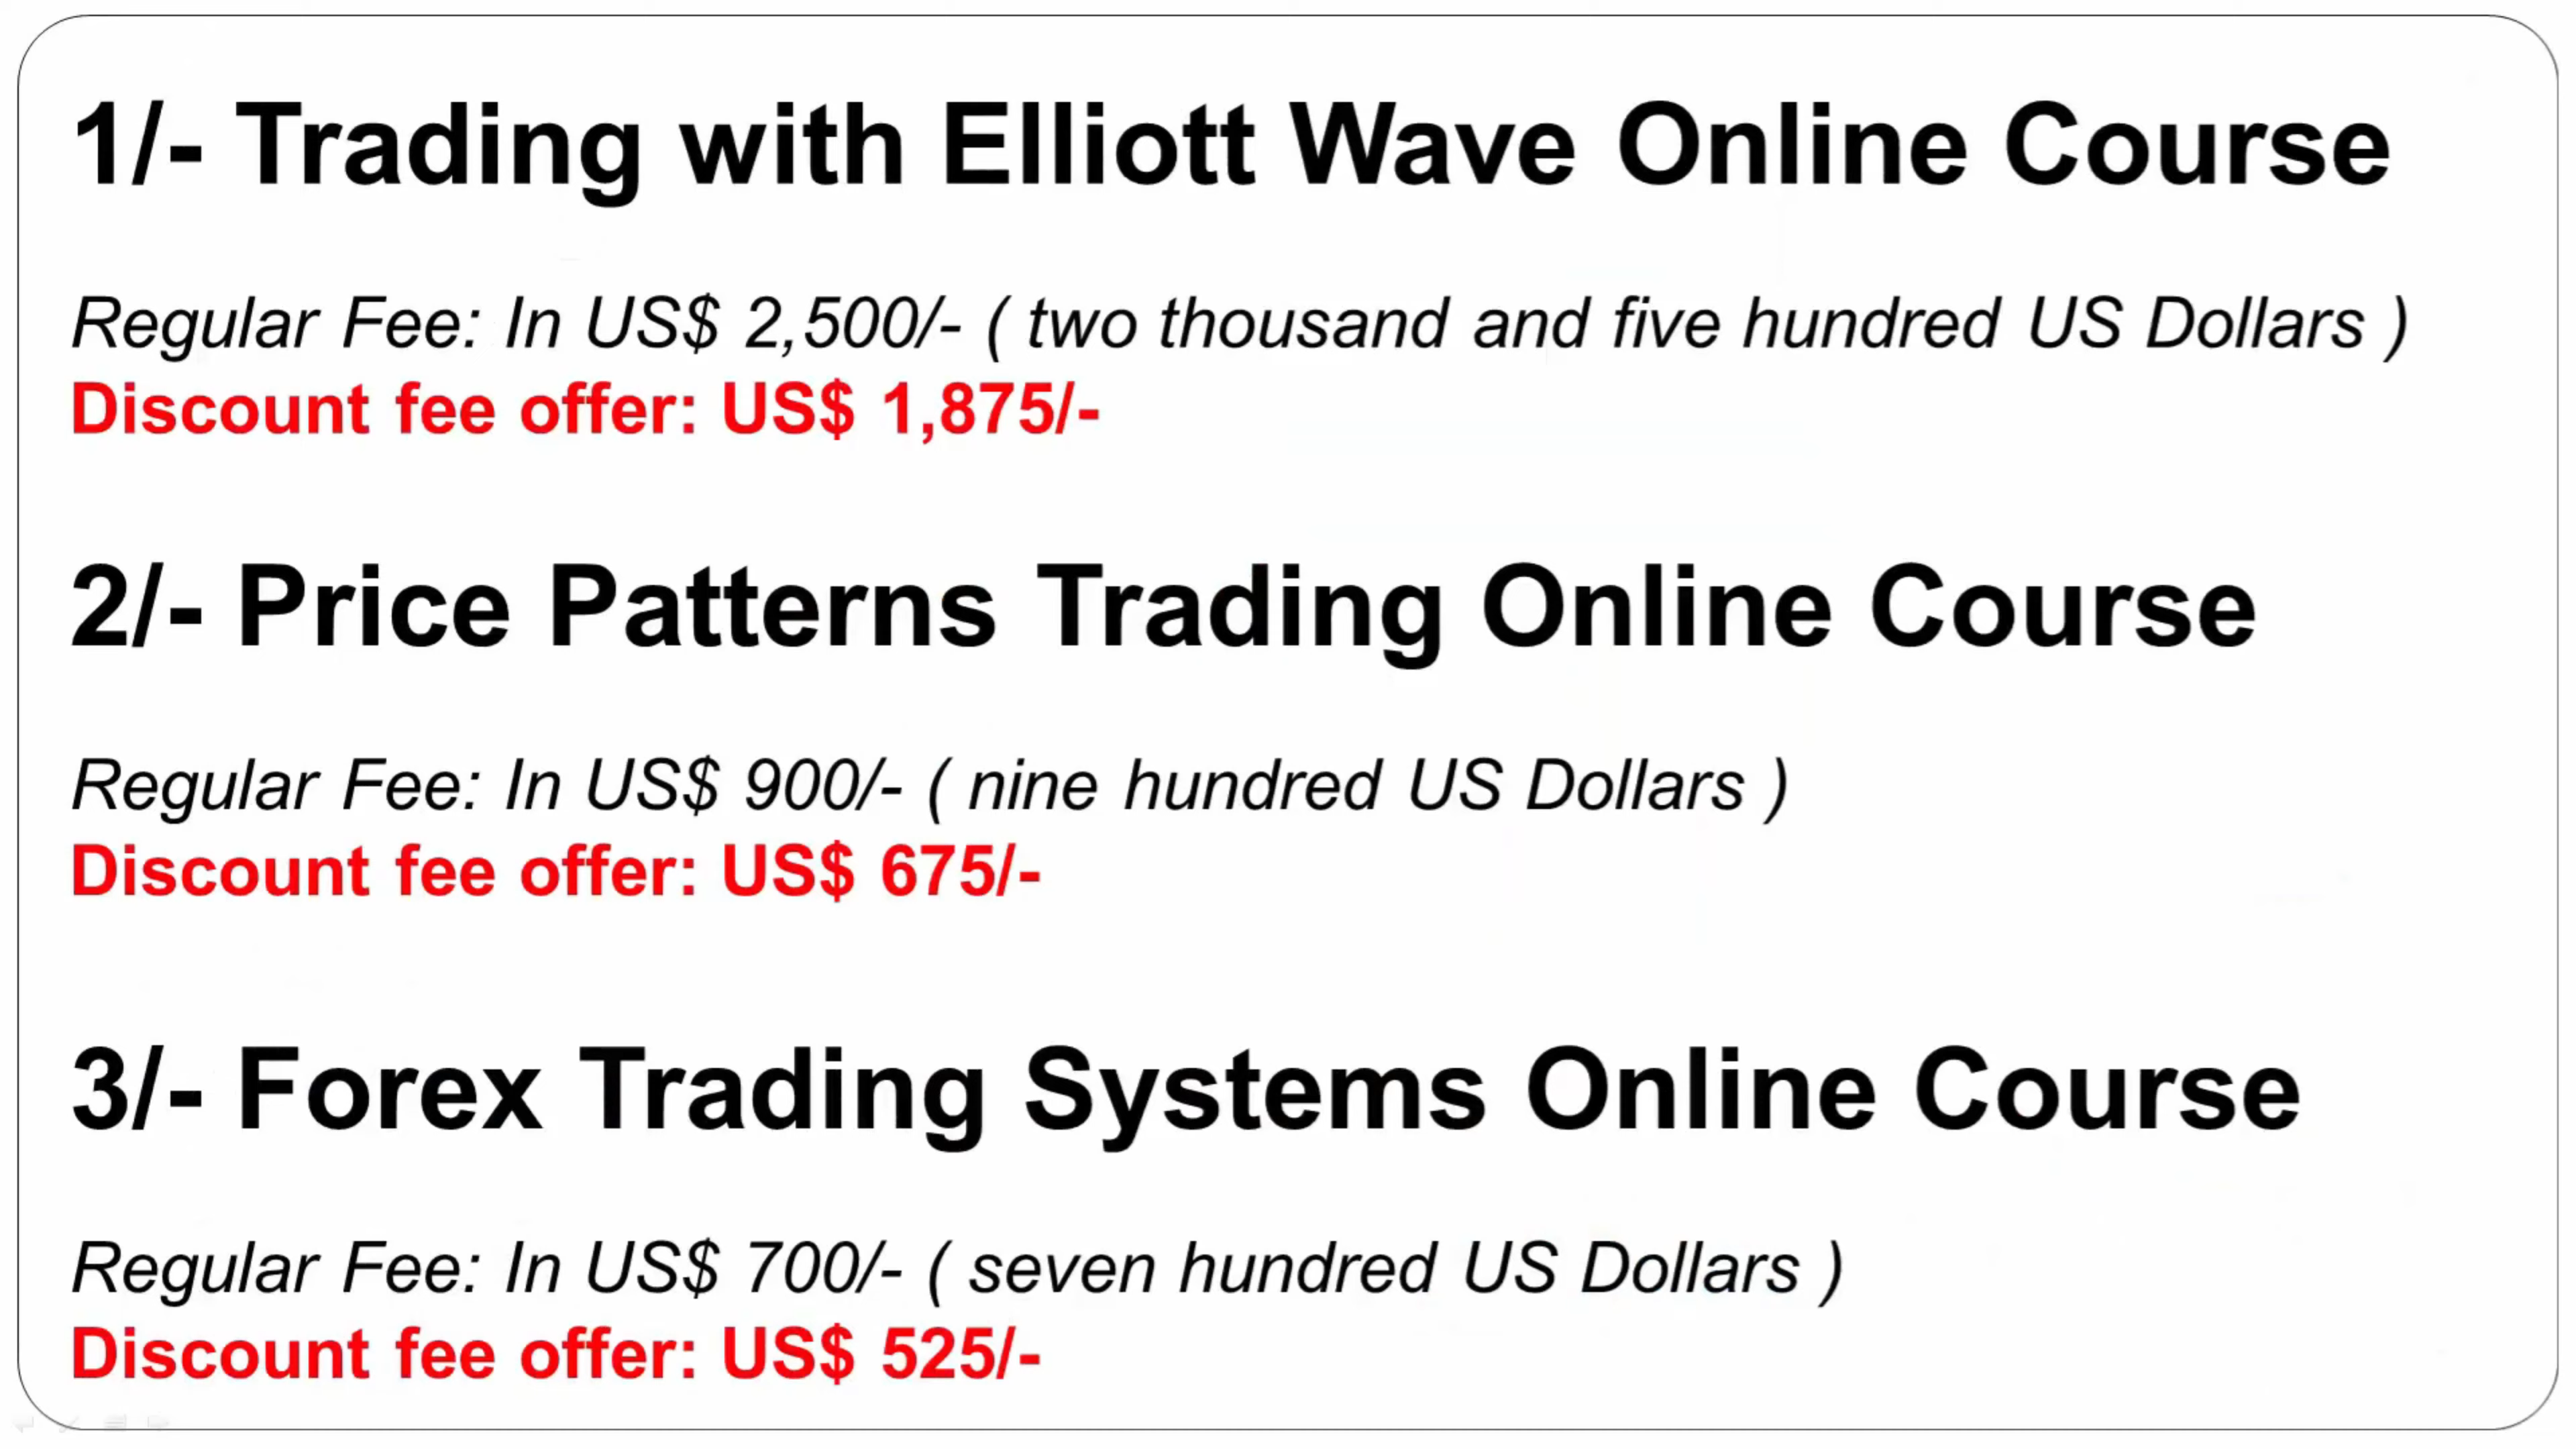 1/- Trading with Elliott Wave Online Course
Regular Fee: In US$ 2,500/- ( two thousand and five hundred US Dollars )
Discount fee offer: US$ 1,875/-
2/- Price Patterns Trading Online Course
Regular Fee: In US$ 900/- ( nine hundred US Dollars )
Discount fee offer: US$ 675/-
3/- Forex Trading Systems Online Course
Regular Fee: In US$ 700/- ( seven hundred US Dollars )
Discount fee offer: US$ 525/-